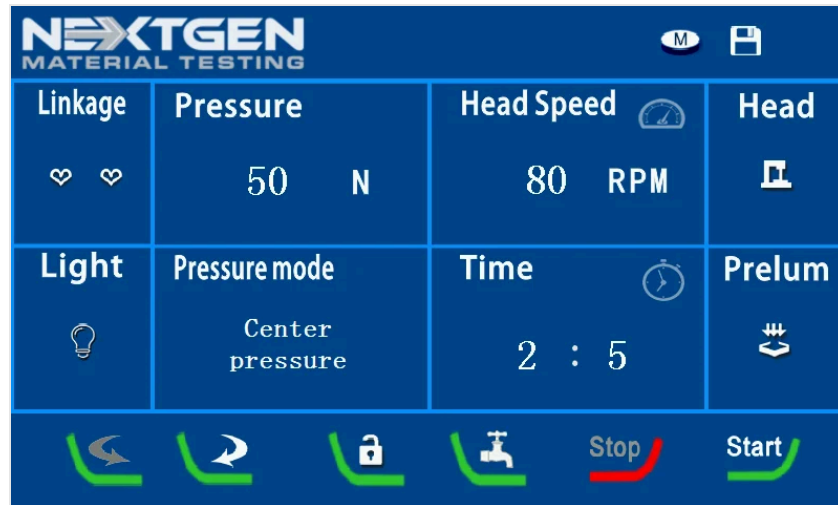 NEXTGEN
MATERIAL TESTING
M
Linkage
Pressure
Head Speed
Head
50 N
80 RPM
Light
Pressure mode
Time
Prelum
Center
pressure
2 : 5
Stop
Start